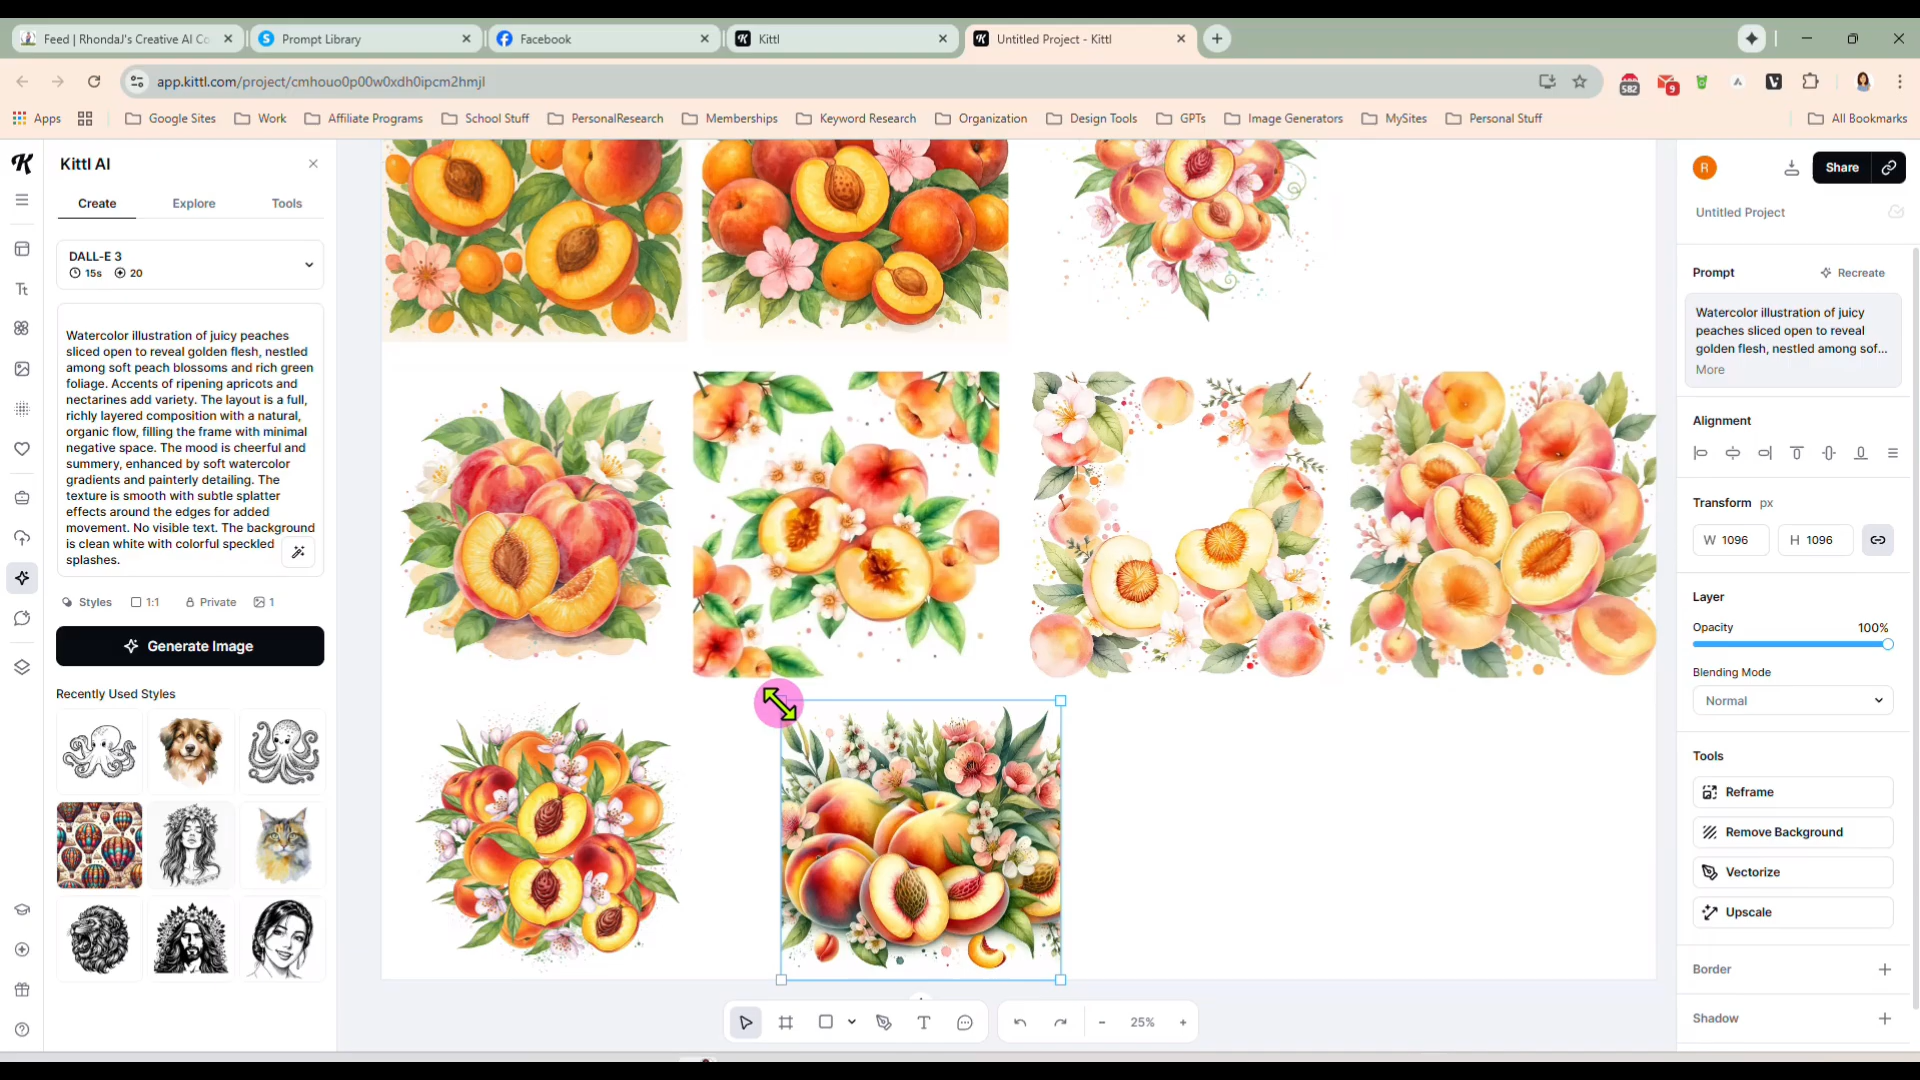 Feed | RhondaJ's Creative AI Co
Prompt Library
Facebook
Kittl
Untitled Project - Kittl
app.kittl.com/project/cmhouo0p00w0xdh0ipcm2hmjl
582
9
Apps
Google Sites
Work
Affiliate Programs
School Stuff
PersonalResearch
Memberships
Keyword Research
Organization
Design Tools
GPTs
Image Generators
MySites
Personal Stuff
All Bookmarks
Kittl AI
Create
Explore
Tools
DALL-E 3
15s
20
Watercolor illustration of juicy peaches
sliced open to reveal golden flesh, nestled
among soft peach blossoms and rich green
foliage. Accents of ripening apricots and
nectarines add variety. The layout is a full,
richly layered composition with a natural,
organic flow, filling the frame with minimal
negative space. The mood is cheerful and
summery, enhanced by soft watercolor
gradients and painterly detailing. The
texture is smooth with subtle splatter
effects around the edges for added
movement. No visible text. The background
is clean white with colorful speckled
splashes.
Styles
1:1
Private
1
Generate Image
Recently Used Styles
25%
R
Share
Untitled Project
Prompt
Recreate
Watercolor illustration of juicy
peaches sliced open to reveal
golden flesh, nestled among sof...
More
Alignment
Transform px
W 1096
H 1096
Layer
Opacity
100%
Blending Mode
Normal
Tools
Reframe
Remove Background
Vectorize
Upscale
Border
Shadow